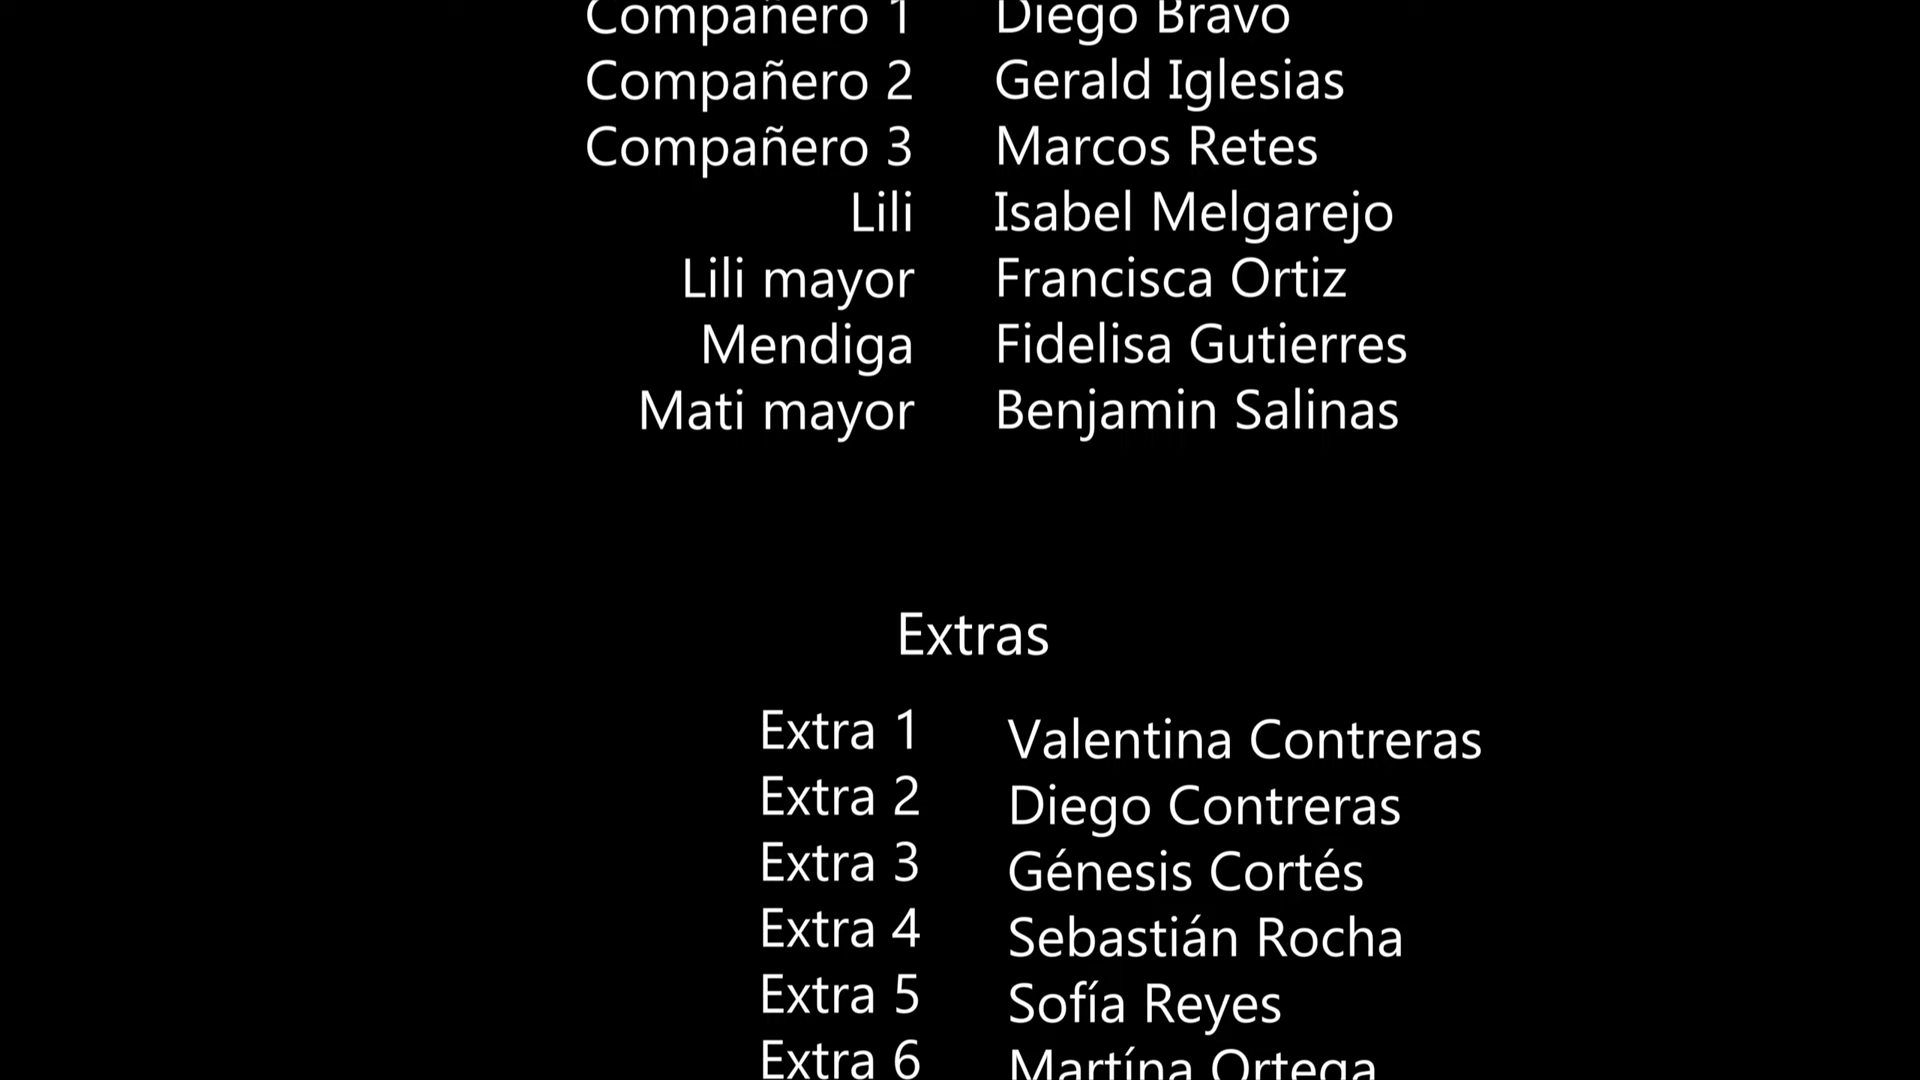 Compañero 1 Diego Bravo
Compañero 2 Gerald Iglesias
Compañero 3 Marcos Retes
Lili Isabel Melgarejo
Lili mayor Francisca Ortiz
Mendiga Fidelisa Gutierres
Mati mayor Benjamin Salinas
Extras
Extra 1 Valentina Contreras
Extra 2 Diego Contreras
Extra 3 Génesis Cortés
Extra 4 Sebastián Rocha
Extra 5 Sofía Reyes
Extra 6 Martína Ortega